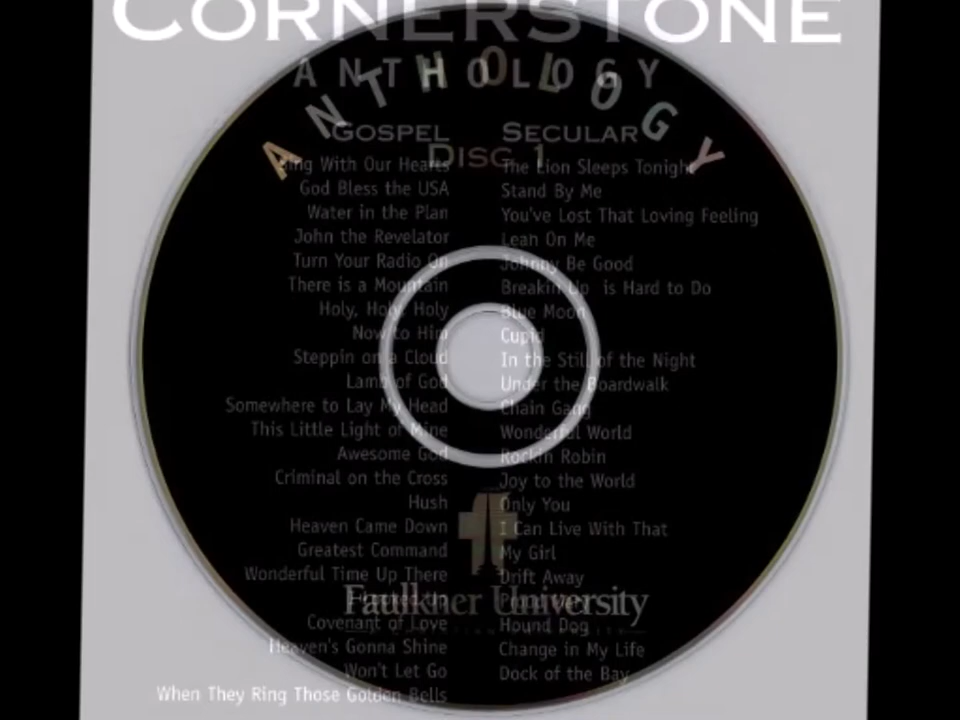 CORNERSTONE
ANTHOLOGY
ANTHOLOGY
GOSPEL SECULAR
DISC 1
Sing With Our Hearts The Lion Sleeps Tonight
God Bless the USA Stand By Me
Water in the Plan You've Lost That Loving Feeling
John the Revelator Lean On Me
Turn Your Radio On Johnny Be Good
There is a Mountain Breakin Up is Hard to Do
Holy, Holy Holy Blue Moon
Now to Him Cupid
Steppin on a Cloud In the Still of the Night
Lamb of God Under the Boardwalk
Somewhere to Lay My Head Chain Gang
This Little Light of Mine Wonderful World
Awesome God Rockin Robin
Criminal on the Cross Joy to the World
Hush Only You
Heaven Came Down I Can Live With That
Greatest Command My Girl
Wonderful Time Up There Drift Away
Faulkner University
Covenant of Love Hound Dog
Heaven's Gonna Shine Change in My Life
Won't Let Go Dock of the Bay
When They Ring Those Golden Bells